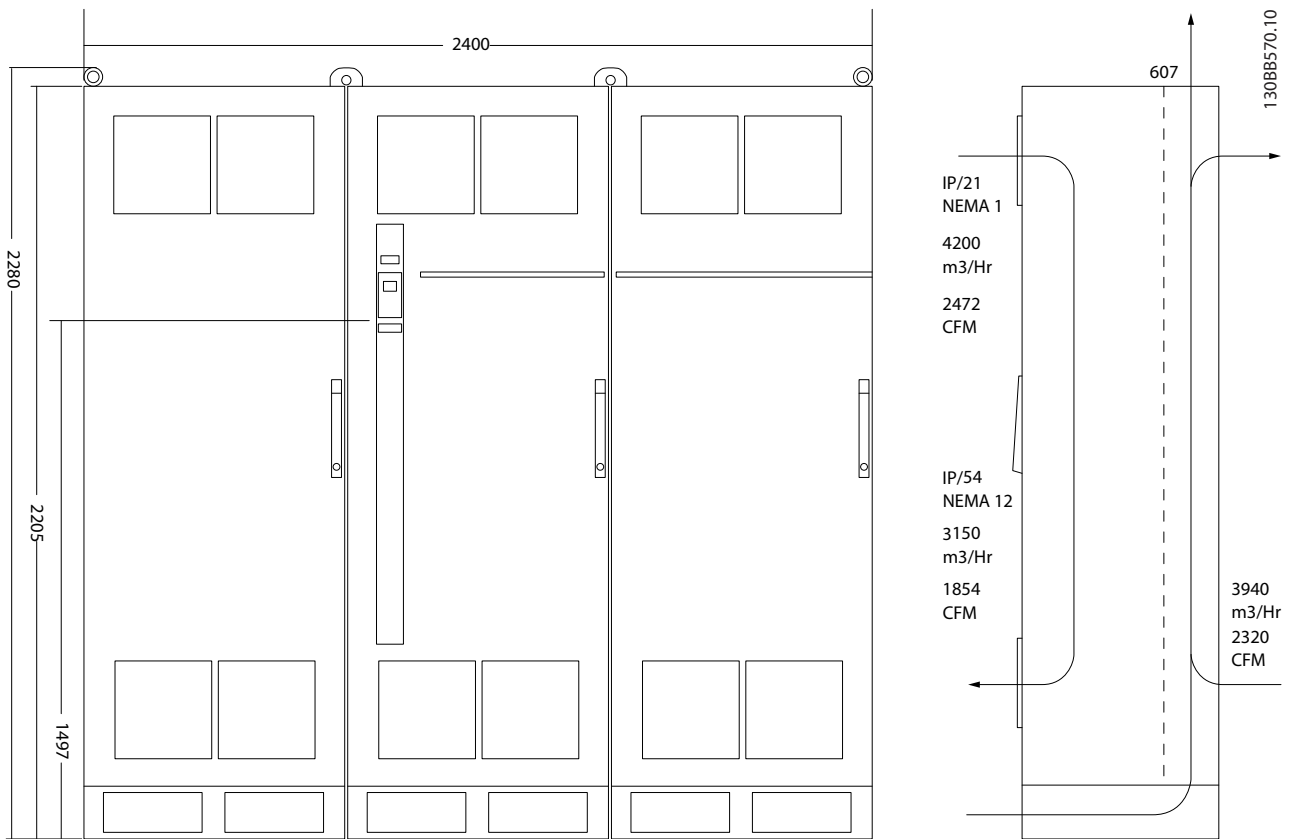 2400
2280
2205
1497
607
130BB570.10
IP/21
NEMA 1
4200
m3/Hr
2472
CFM
IP/54
NEMA 12
3150
m3/Hr
1854
CFM
3940
m3/Hr
2320
CFM